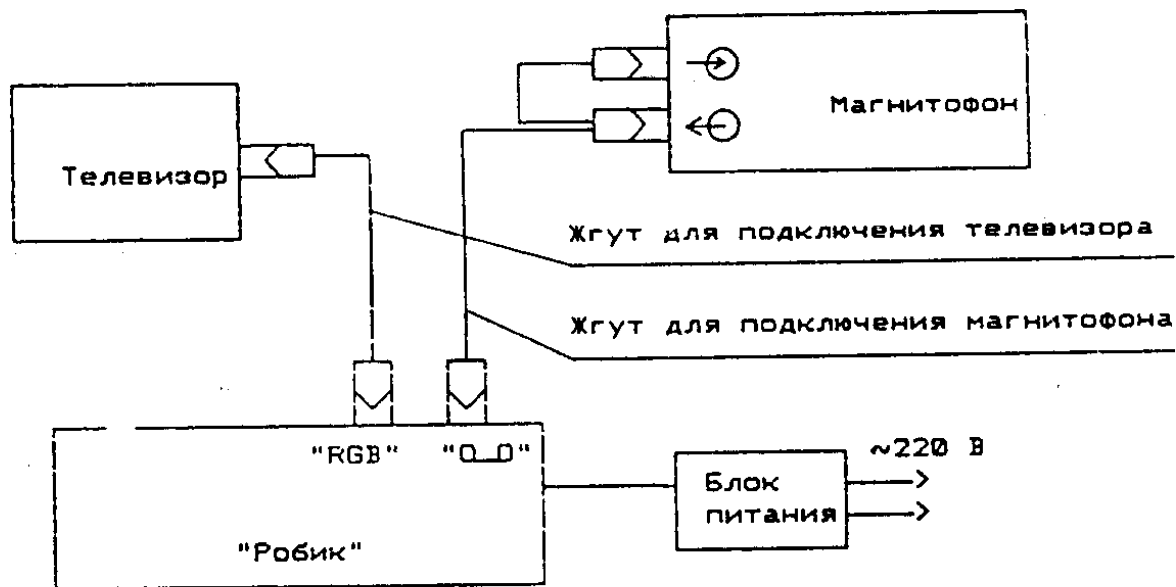 Магнитофон
Телевизор
Жгут для подключения телевизора
Жгут для подключения магнитофона
"RGB"
~220 В
Блок
питания
"Робик"